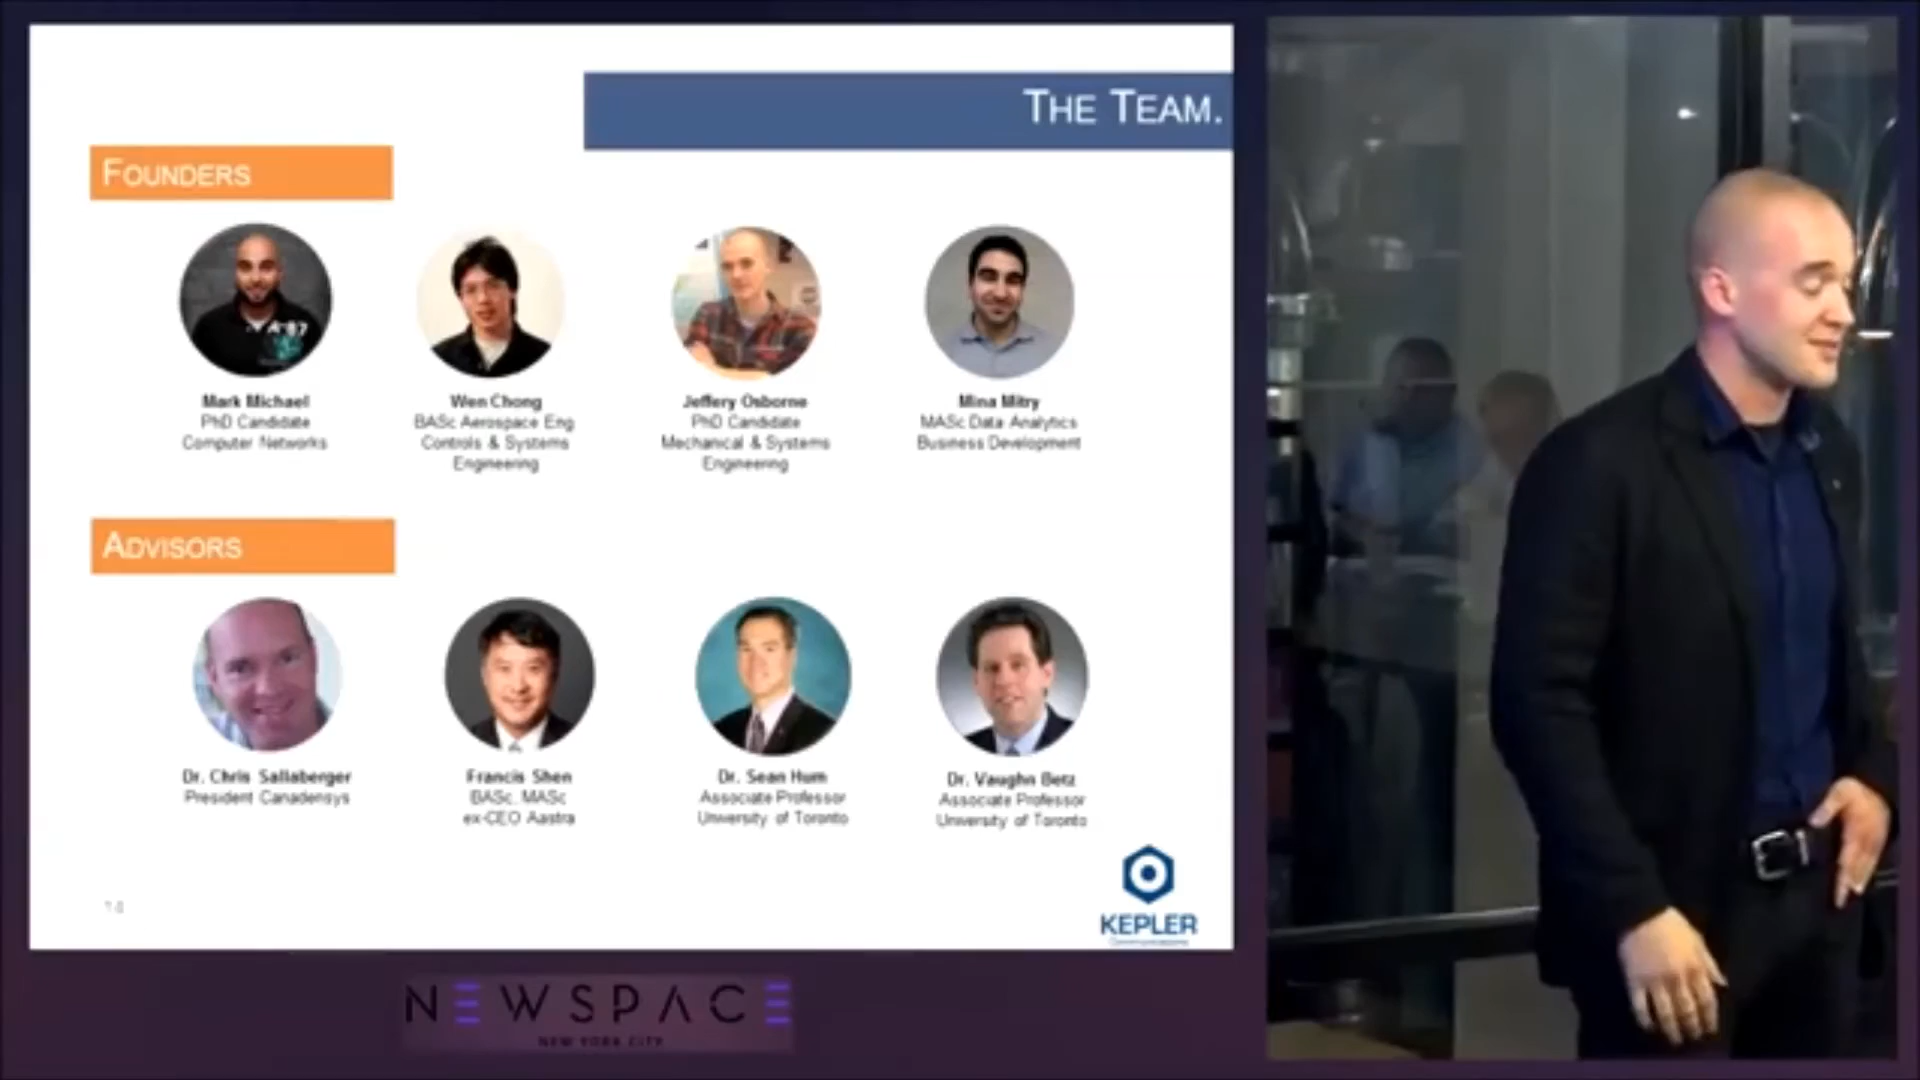 THE TEAM.
FOUNDERS
Mark Michael
PhD Candidate
Computer Networks
Wen Chong
BASc Aerospace Eng
Controls & Systems
Engineering
Jeffery Osborne
PhD Candidate
Mechanical & Systems
Engineering
Mina Mitry
MASc Data Analytics
Business Development
ADVISORS
Dr. Chris Sallaberger
President Canadensys
Francis Shen
BASc, MASc
ex-CEO Aastra
Dr. Sean Hum
Associate Professor
University of Toronto
Dr. Vaughn Betz
Associate Professor
University of Toronto
KEPLER
Communications
NEWSPACE
NEW YORK CITY